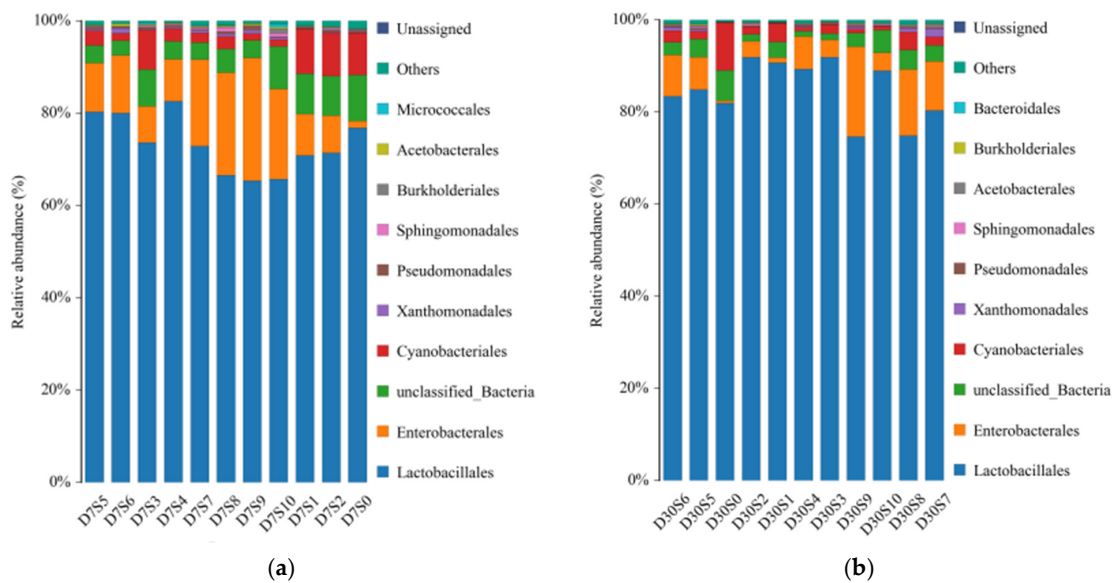 100%
80%
60%
40%
20%
0%
Relative abundance (%)
D7S5
D7S6
D7S3
D7S4
D7S7
D7S8
D7S9
D7S10
D7S1
D7S2
D7S0
Unassigned
Others
Micrococcales
Acetobacterales
Burkholderiales
Sphingomonadales
Pseudomonadales
Xanthomonadales
Cyanobacteriales
unclassified_Bacteria
Enterobacterales
Lactobacillales
(a)
100%
80%
60%
40%
20%
0%
Relative abundance (%)
D30S6
D30S5
D30S0
D30S2
D30S1
D30S4
D30S3
D30S9
D30S10
D30S8
D30S7
Unassigned
Others
Bacteroidales
Burkholderiales
Acetobacterales
Sphingomonadales
Pseudomonadales
Xanthomonadales
Cyanobacteriales
unclassified_Bacteria
Enterobacterales
Lactobacillales
(b)